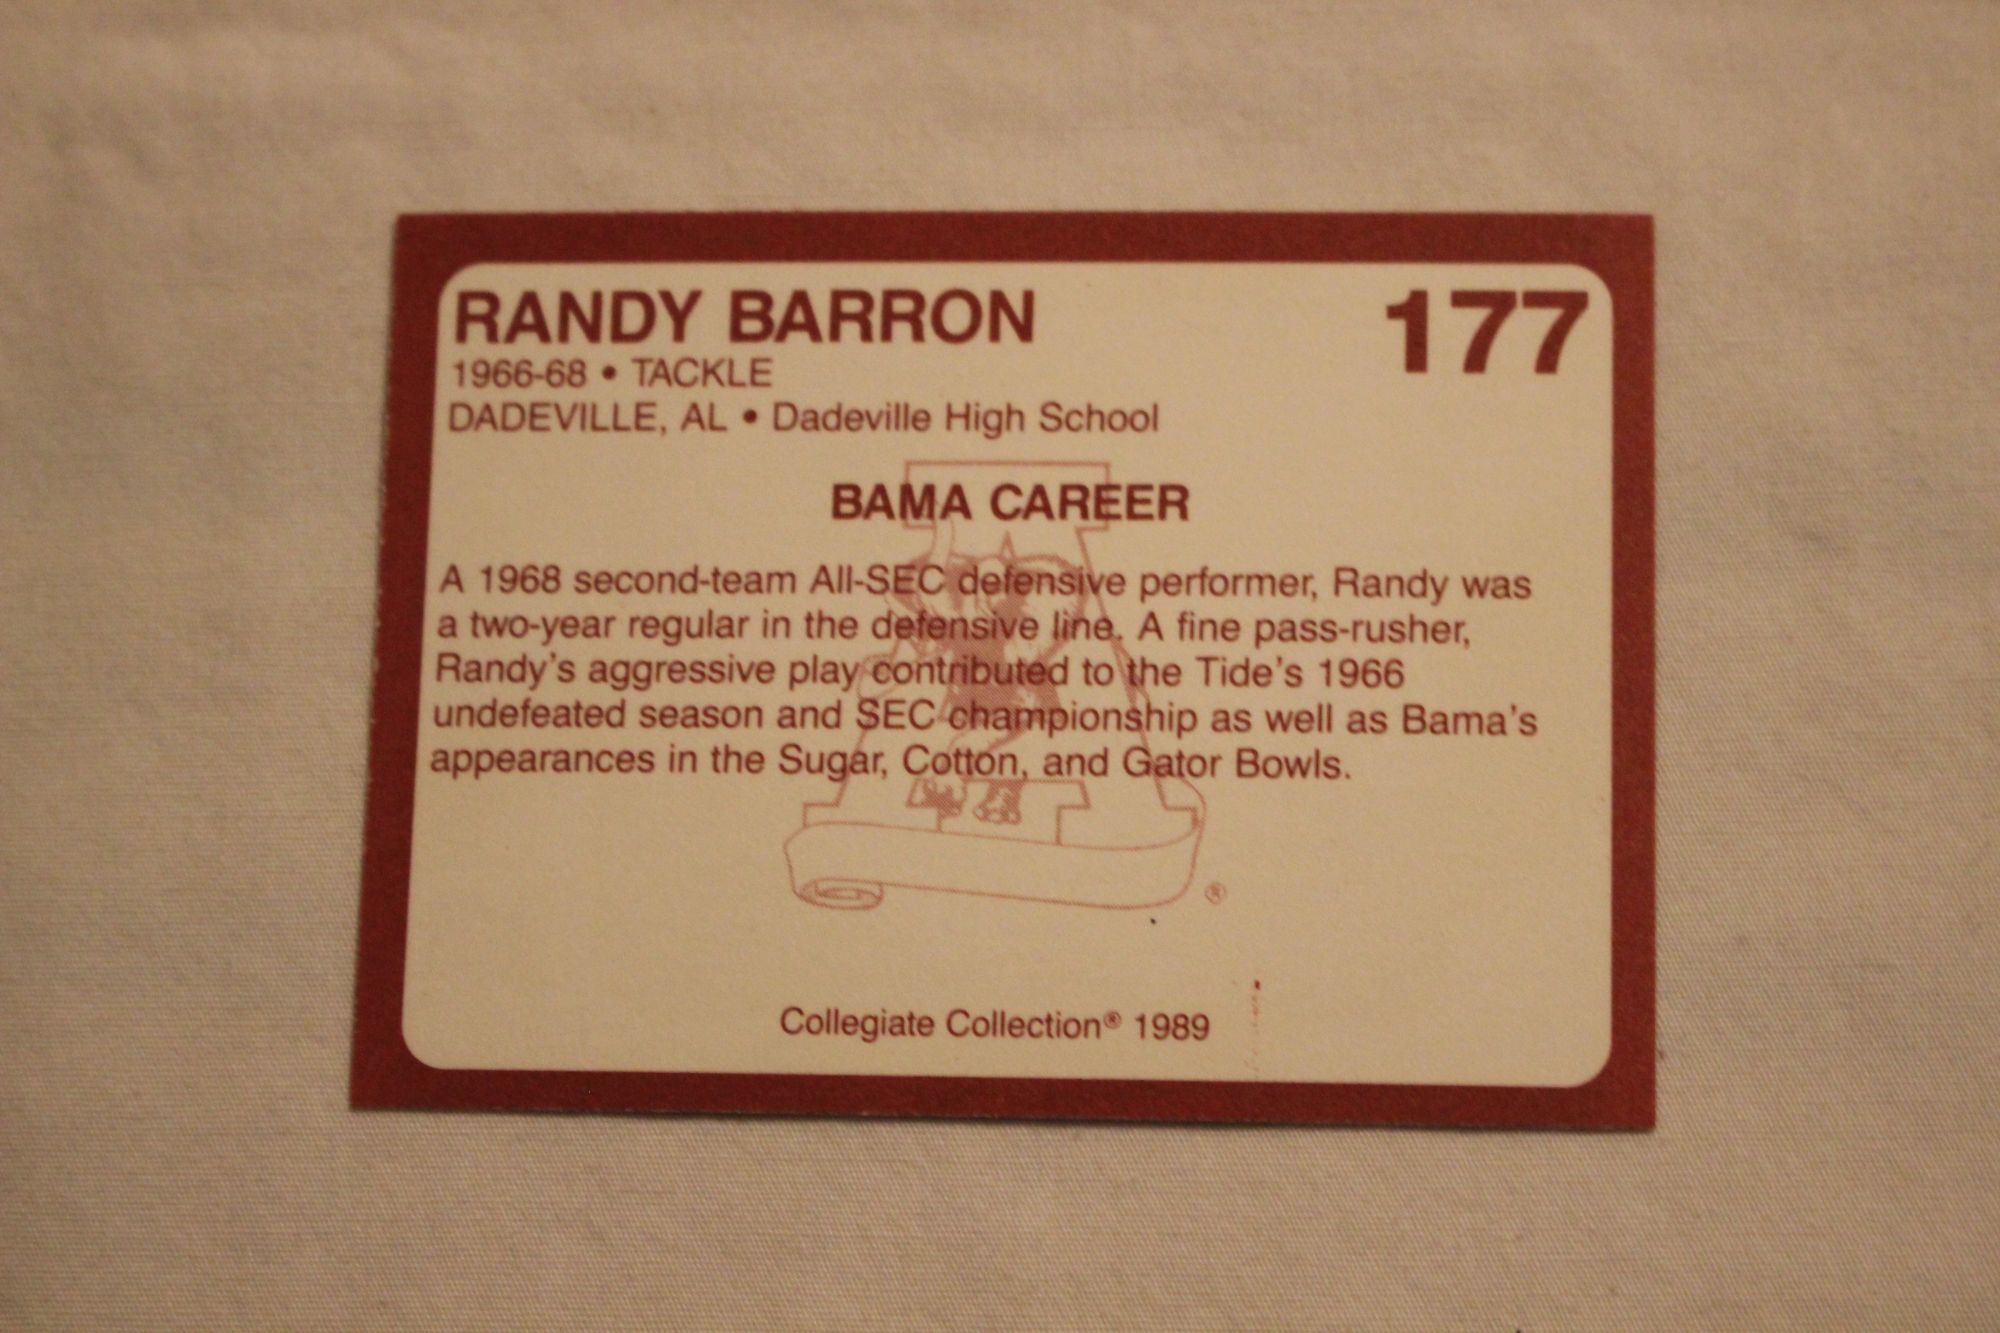 RANDY BARRON 177
1966-68 • TACKLE
DADEVILLE, AL • Dadeville High School
BAMA CAREER
A 1968 second-team All-SEC defensive performer, Randy was
a two-year regular in the defensive line. A fine pass-rusher,
Randy's aggressive play contributed to the Tide's 1966
undefeated season and SEC championship as well as Bama's
appearances in the Sugar, Cotton, and Gator Bowls.
®
Collegiate Collection® 1989